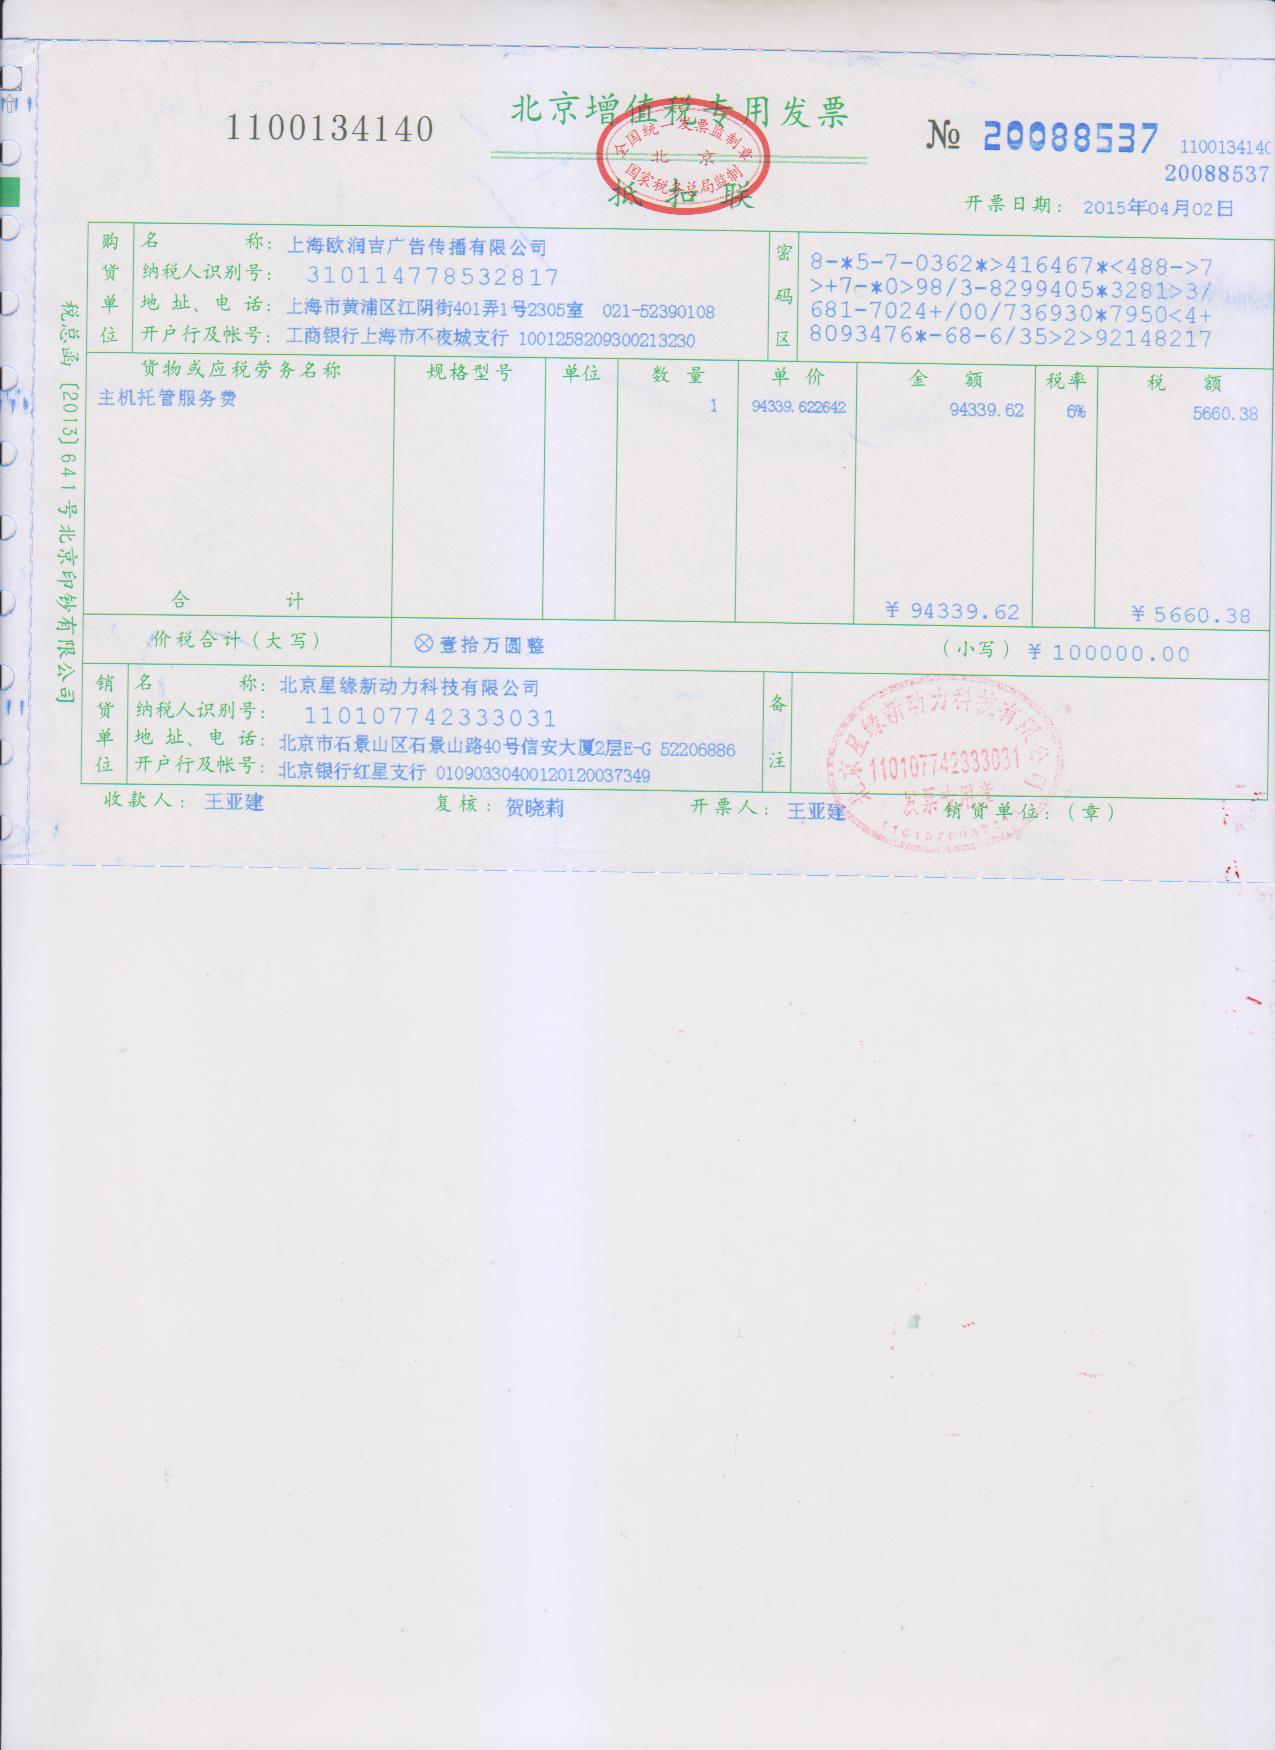 1100134140
北京增值税专用发票
全国统一发票监制章
北 京
国家税务总局监制
抵扣联
№ 20088537
1100134140
20088537
开票日期: 2015年04月02日
税总函〔2013〕641号北京印钞有限公司
购货单位
名 称: 上海欧润吉广告传播有限公司
纳税人识别号: 310114778532817
地 址、电 话: 上海市黄浦区江阴街401弄1号2305室 021-52390108
开户行及帐号: 工商银行上海市不夜城支行 1001258209300213230
密码区
8-*5-7-0362*>416467*<488->7
>+7-*0>98/3-8299405*3281>3/
681-7024+/00/736930*7950<4+
8093476*-68-6/35>2>92148217
货物或应税劳务名称 规格型号 单位 数 量 单 价 金 额 税率 税 额
主机托管服务费 1 94339.622642 94339.62 6% 5660.38
合 计 ¥94339.62 ¥5660.38
价税合计(大写) ⊗壹拾万圆整 (小写) ¥100000.00
销货单位
名 称: 北京星缘新动力科技有限公司
纳税人识别号: 110107742333031
地 址、电 话: 北京市石景山区石景山路40号信安大厦2层E-G 52206886
开户行及帐号: 北京银行红星支行 01090330400120120037349
备注
北京星缘新动力科技有限公司
110107742333031
发票专用章
收款人: 王亚建 复核: 贺晓莉 开票人: 王亚建 销货单位: (章)